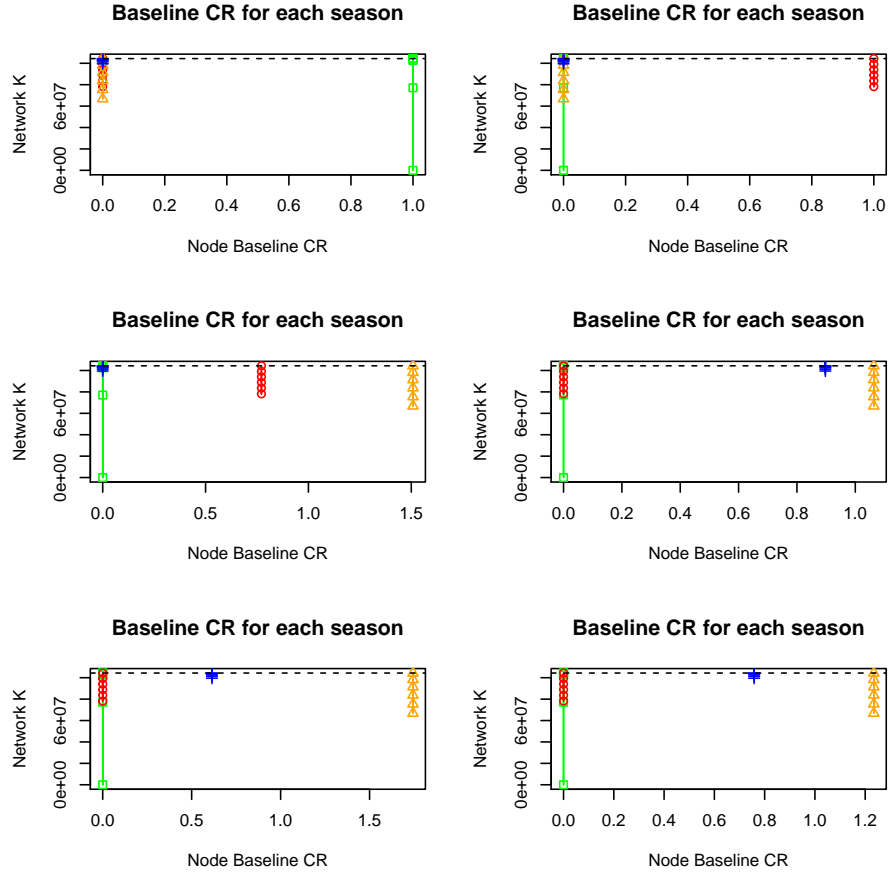 Baseline CR for each season
Network K
0e+00 6e+07
0.0 0.2 0.4 0.6 0.8 1.0
Node Baseline CR
Baseline CR for each season
Network K
0e+00 6e+07
0.0 0.2 0.4 0.6 0.8 1.0
Node Baseline CR
Baseline CR for each season
Network K
0e+00 6e+07
0.0 0.5 1.0 1.5
Node Baseline CR
Baseline CR for each season
Network K
0e+00 6e+07
0.0 0.2 0.4 0.6 0.8 1.0
Node Baseline CR
Baseline CR for each season
Network K
0e+00 6e+07
0.0 0.5 1.0 1.5
Node Baseline CR
Baseline CR for each season
Network K
0e+00 6e+07
0.0 0.2 0.4 0.6 0.8 1.0 1.2
Node Baseline CR